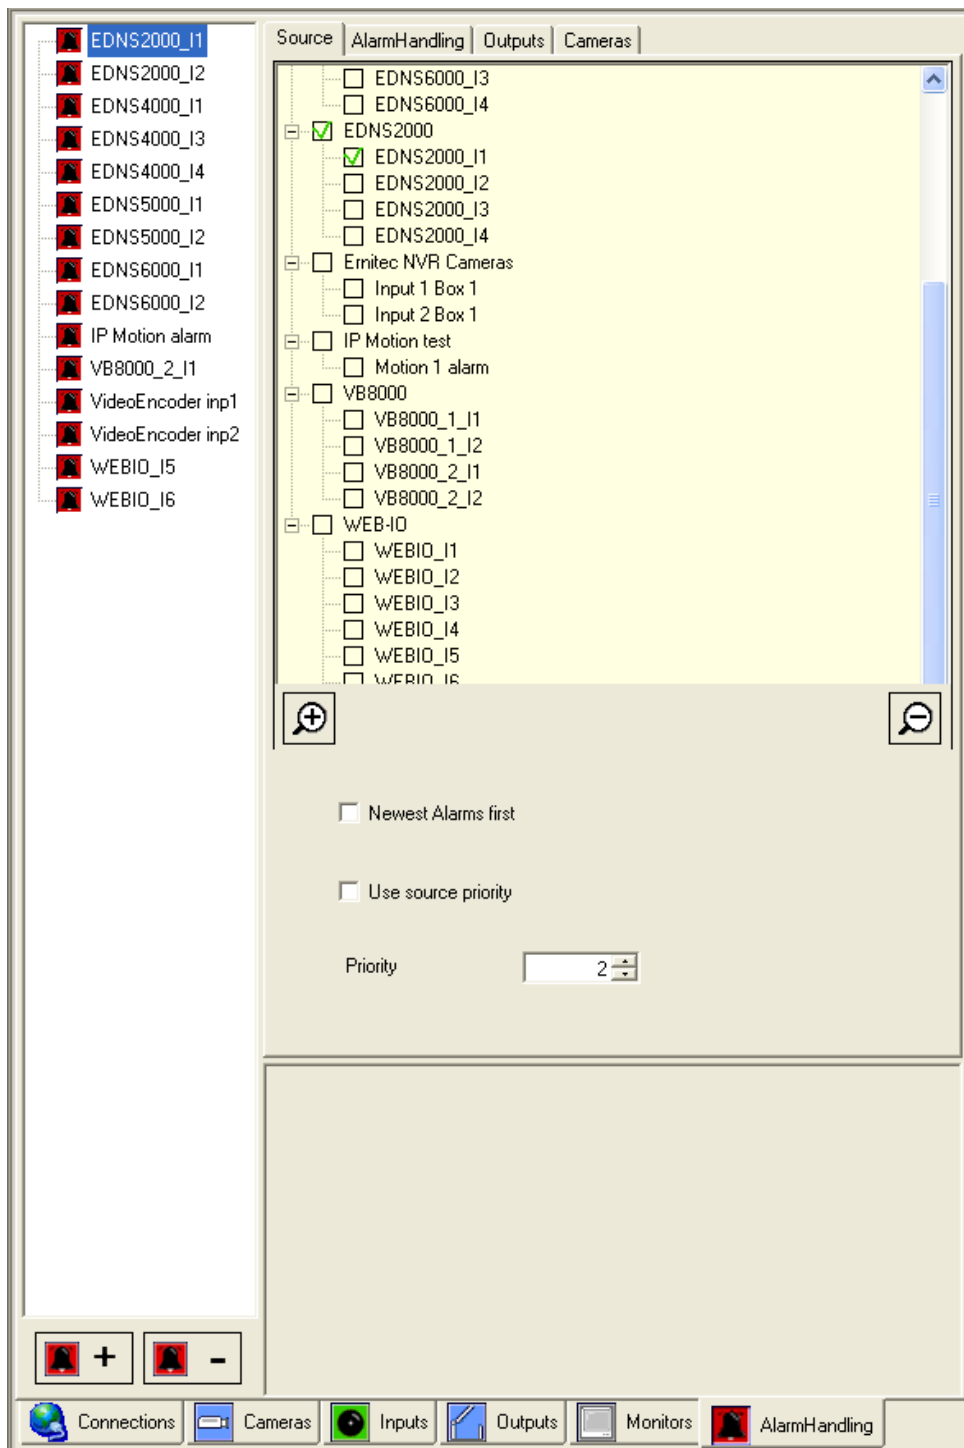 EDNS2000_I1
EDNS2000_I2
EDNS4000_I1
EDNS4000_I3
EDNS4000_I4
EDNS5000_I1
EDNS5000_I2
EDNS6000_I1
EDNS6000_I2
IP Motion alarm
VB8000_2_I1
VideoEncoder inp1
VideoEncoder inp2
WEBIO_I5
WEBIO_I6
+ -
Source AlarmHandling Outputs Cameras
EDNS6000_I3
EDNS6000_I4
EDNS2000
EDNS2000_I1
EDNS2000_I2
EDNS2000_I3
EDNS2000_I4
Ernitec NVR Cameras
Input 1 Box 1
Input 2 Box 1
IP Motion test
Motion 1 alarm
VB8000
VB8000_1_I1
VB8000_1_I2
VB8000_2_I1
VB8000_2_I2
WEB-IO
WEBIO_I1
WEBIO_I2
WEBIO_I3
WEBIO_I4
WEBIO_I5
WEBIO_I6
Newest Alarms first
Use source priority
Priority 2
Connections Cameras Inputs Outputs Monitors AlarmHandling